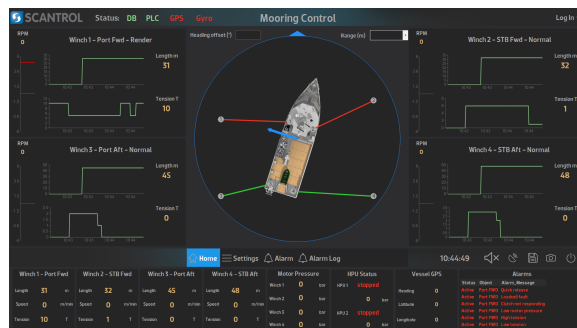 SCANTROL Status: DB PLC GPS Gyro Mooring Control Log In
RPM
0
Winch 1 - Port Fwd - Render
Length m
31
Tension T
10
Heading offset [°]
Range [m]
RPM
0
Winch 2 - STB Fwd - Normal
Length m
32
Tension T
1
RPM
0
Winch 3 - Port Aft - Normal
Length m
45
Tension T
0
RPM
0
Winch 4 - STB Aft - Normal
Length m
48
Tension T
0
Home Settings Alarm Alarm Log 10:44:49
Winch 1 - Port Fwd
Length 31 m
Speed 0 m/min
Tension 10 T
Winch 2 - STB Fwd
Length 32 m
Speed 0 m/min
Tension 1 T
Winch 3 - Port Aft
Length 45 m
Speed 0 m/min
Tension 0 T
Winch 4 - STB Aft
Length 48 m
Speed 0 m/min
Tension 0 T
Motor Pressure
Winch 1 0 bar
Winch 2 0 bar
Winch 3 0 bar
Winch 4 0 bar
HPU Status
HPU 1 stopped
0 bar
HPU 2 stopped
0 bar
Vessel GPS
Heading 0
Latitude 0
Longitude 0
Alarms
Status Object Alarm_Message
Active Port FWD Quick release
Active Port FWD
Active Port FWD Clutch not responding
Active Port FWD Low motor pressure
Active Port FWD High tension
Active Port FWD Low tension